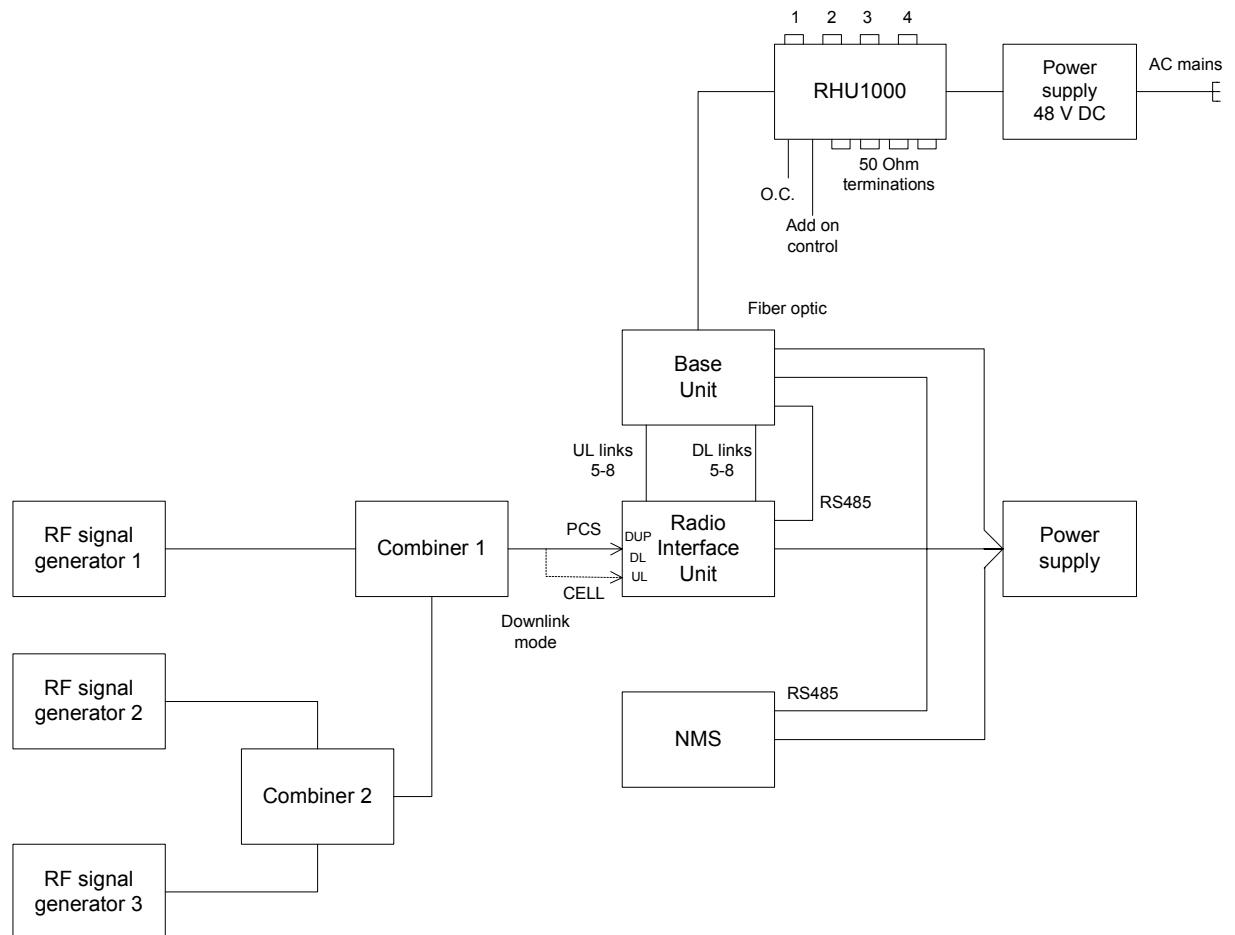 1 2 3 4
RHU1000
Power
supply
48 V DC
AC mains
50 Ohm
terminations
O.C.
Add on
control
Fiber optic
Base
Unit
UL links
5-8
DL links
5-8
RS485
RF signal
generator 1
Combiner 1
PCS
CELL
Downlink
mode
DUP
DL
UL
Radio
Interface
Unit
Power
supply
RF signal
generator 2
Combiner 2
RS485
NMS
RF signal
generator 3